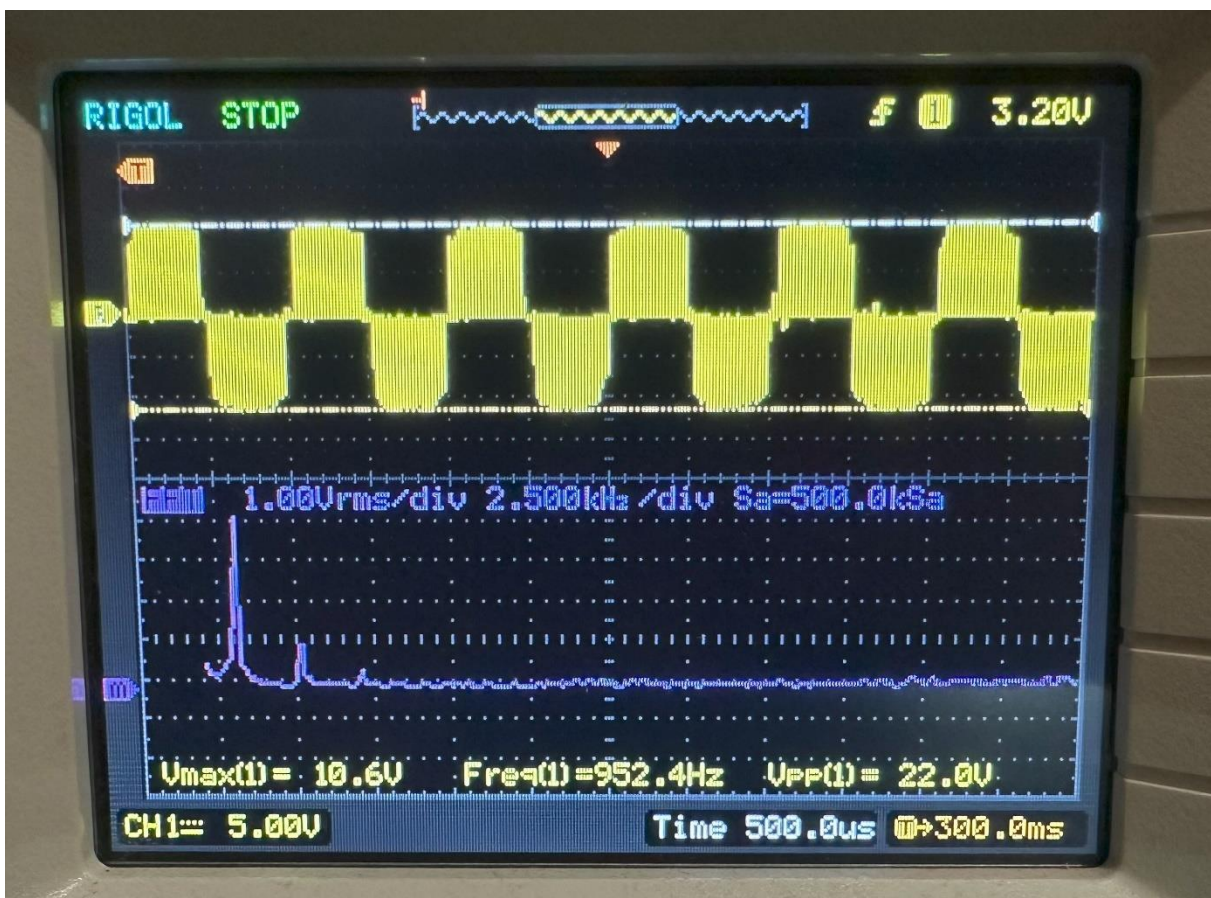 RIGOL STOP 1 3.20V
T
1.00Vrms/div 2.500kHz/div Sa=500.0kSa
M
Vmax(1)= 10.6V Freq(1)=952.4Hz Vpp(1)= 22.0V
CH1 5.00V Time 500.0us T→300.0ms